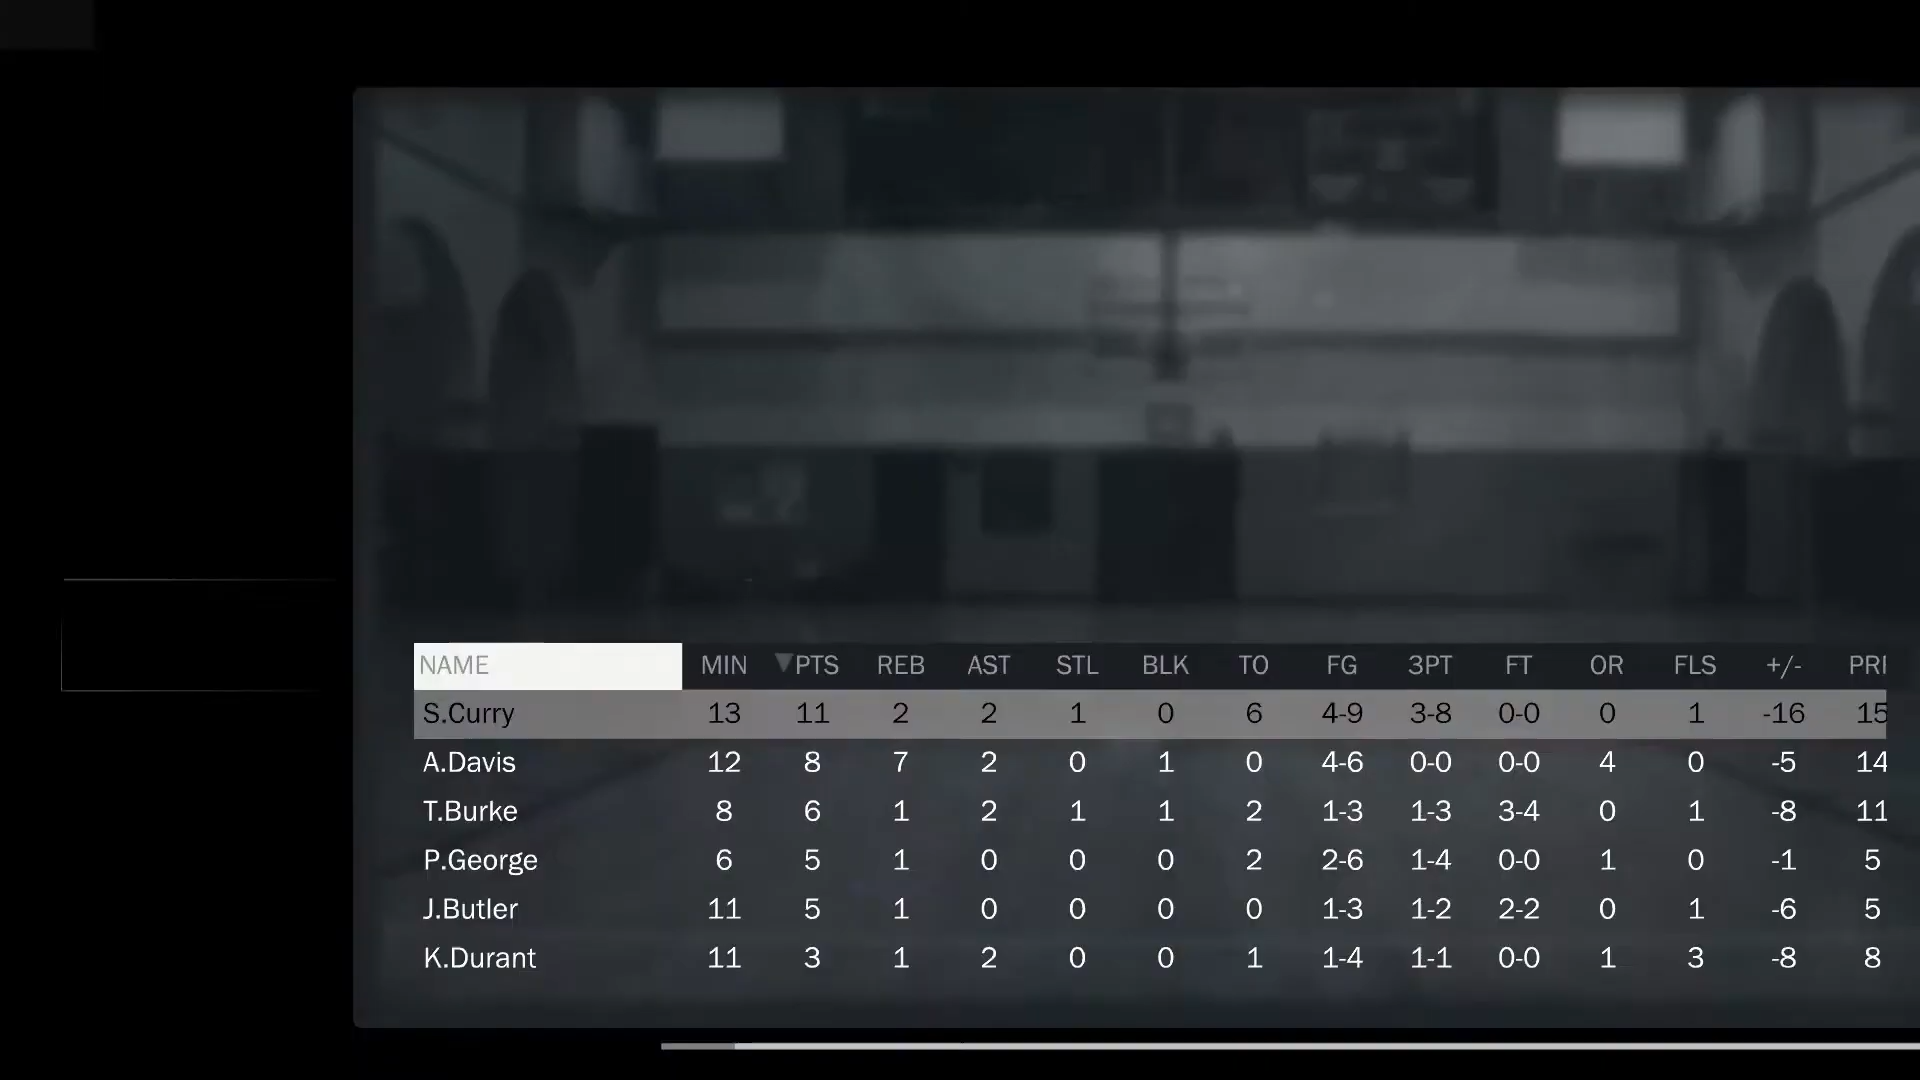 NAME MIN ▼PTS REB AST STL BLK TO FG 3PT FT OR FLS +/- PRI
S.Curry 13 11 2 2 1 0 6 4-9 3-8 0-0 0 1 -16 15
A.Davis 12 8 7 2 0 1 0 4-6 0-0 0-0 4 0 -5 14
T.Burke 8 6 1 2 1 1 2 1-3 1-3 3-4 0 1 -8 11
P.George 6 5 1 0 0 0 2 2-6 1-4 0-0 1 0 -1 5
J.Butler 11 5 1 0 0 0 0 1-3 1-2 2-2 0 1 -6 5
K.Durant 11 3 1 2 0 0 1 1-4 1-1 0-0 1 3 -8 8